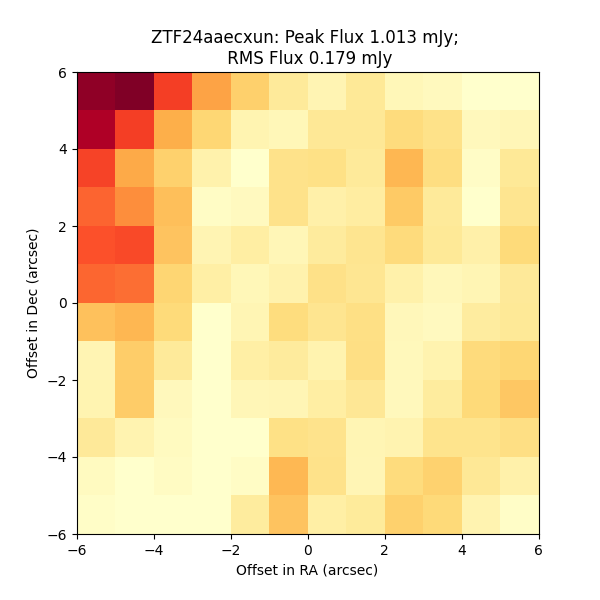 ZTF24aaecxun: Peak Flux 1.013 mJy;
RMS Flux 0.179 mJy
6
4
2
0
−2
−4
−6
Offset in Dec (arcsec)
−6 −4 −2 0 2 4 6
Offset in RA (arcsec)